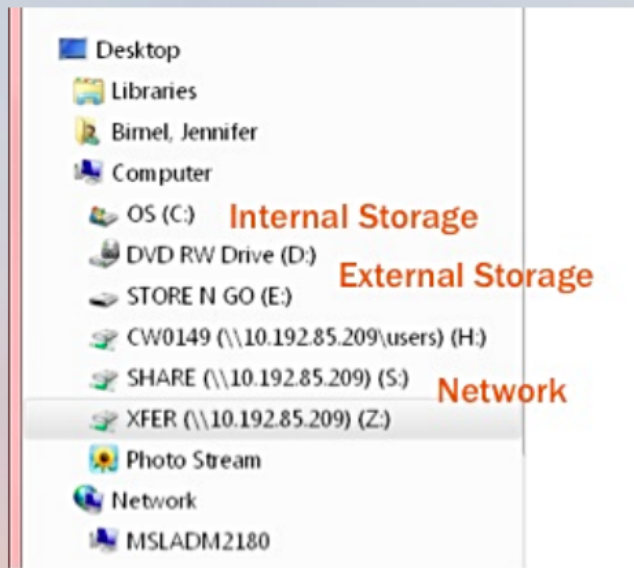 Desktop
Libraries
Birnel, Jennifer
Computer
OS (C:) Internal Storage
DVD RW Drive (D:)
External Storage
STORE N GO (E:)
CW0149 (\\10.192.85.209\users) (H:)
SHARE (\\10.192.85.209) (S:)
Network
XFER (\\10.192.85.209) (Z:)
Photo Stream
Network
MSLADM2180